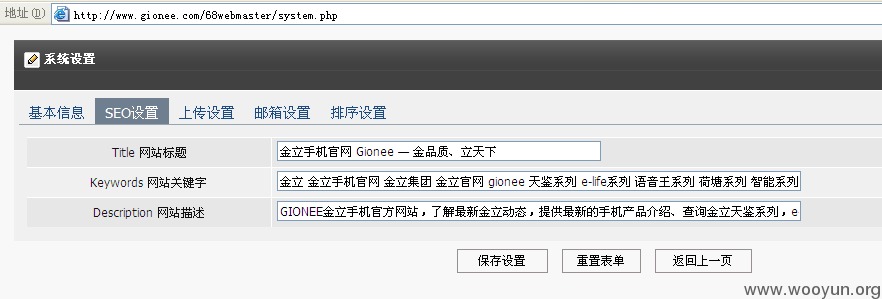 地址(D) http://www.gionee.com/68webmaster/system.php
系统设置
基本信息 SEO设置 上传设置 邮箱设置 排序设置
Title 网站标题 金立手机官网 Gionee — 金品质、立天下
Keywords 网站关键字 金立 金立手机官网 金立集团 金立官网 gionee 天鉴系列 e-life系列 语音王系列 荷塘系列 智能系列
Description 网站描述 GIONEE金立手机官方网站，了解最新金立动态，提供最新的手机产品介绍、查询金立天鉴系列，e
保存设置 重置表单 返回上一页
www.wooyun.org